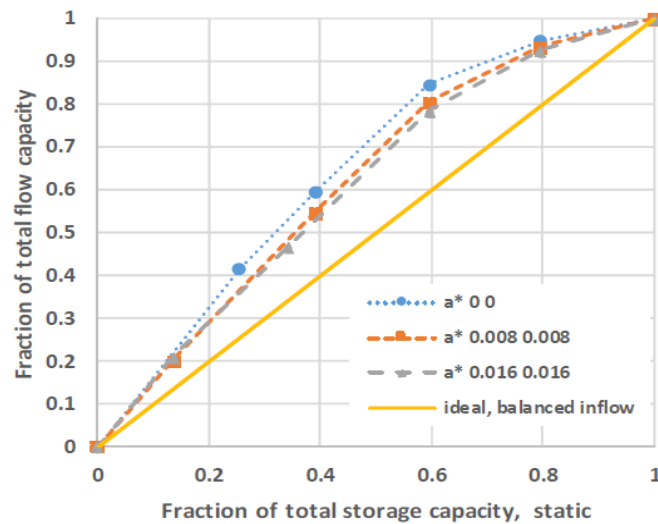 1
0.9
0.8
0.7
0.6
0.5
0.4
0.3
0.2
0.1
0
Fraction of total flow capacity
a* 0 0
a* 0.008 0.008
a* 0.016 0.016
ideal, balanced inflow
0 0.2 0.4 0.6 0.8 1
Fraction of total storage capacity, static